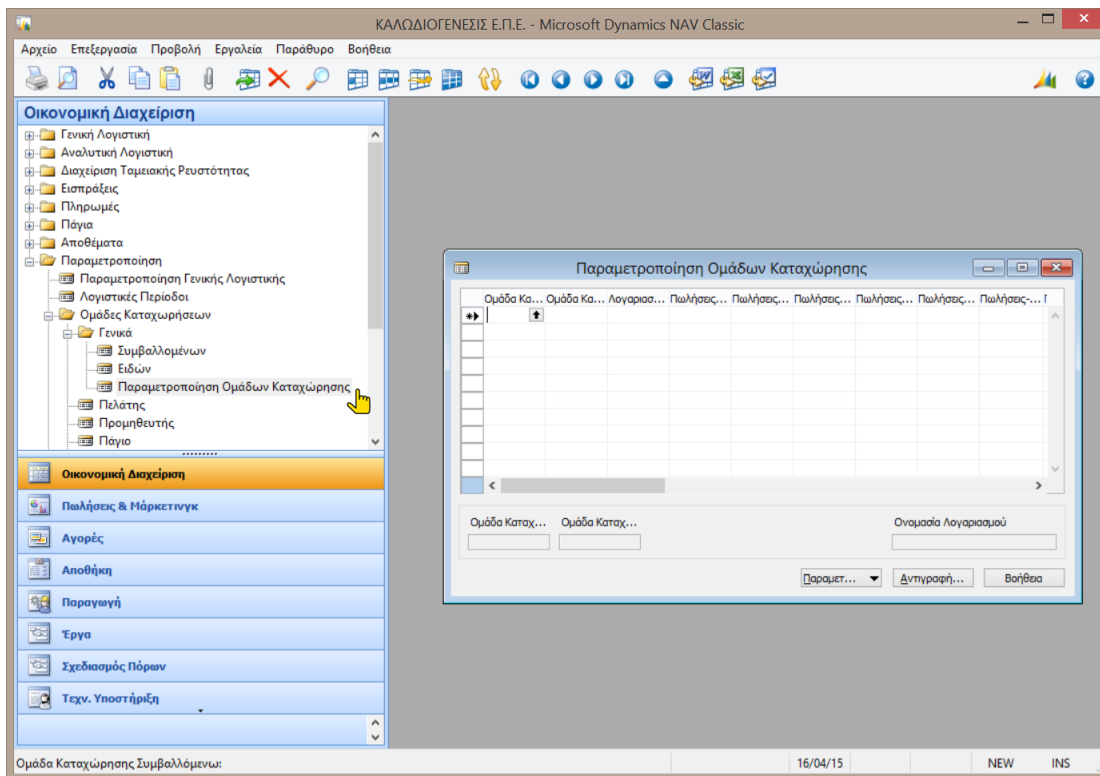 ΚΑΛΩΔΙΟΓΕΝΕΣΙΣ Ε.Π.Ε. - Microsoft Dynamics NAV Classic
Αρχείο Επεξεργασία Προβολή Εργαλεία Παράθυρο Βοήθεια
Οικονομική Διαχείριση
Γενική Λογιστική
Αναλυτική Λογιστική
Διαχείριση Ταμειακής Ρευστότητας
Εισπράξεις
Πληρωμές
Πάγια
Αποθέματα
Παραμετροποίηση
Παραμετροποίηση Γενικής Λογιστικής
Λογιστικές Περίοδοι
Ομάδες Καταχωρήσεων
Γενικά
Συμβαλλομένων
Ειδών
Παραμετροποίηση Ομάδων Καταχώρησης
Πελάτης
Προμηθευτής
Πάγιο
Οικονομική Διαχείριση
Πωλήσεις & Μάρκετινγκ
Αγορές
Αποθήκη
Παραγωγή
Έργα
Σχεδιασμός Πόρων
Τεχν. Υποστήριξη
Παραμετροποίηση Ομάδων Καταχώρησης
Ομάδα Κα... Ομάδα Κα... Λογαριασ... Πωλήσεις... Πωλήσεις... Πωλήσεις... Πωλήσεις... Πωλήσεις... Πωλήσεις-...
Ομάδα Καταχ... Ομάδα Καταχ... Ονομασία Λογαριασμού
Παραμετ... Αντιγραφή... Βοήθεια
Ομάδα Καταχώρησης Συμβαλλόμενω: 16/04/15 NEW INS